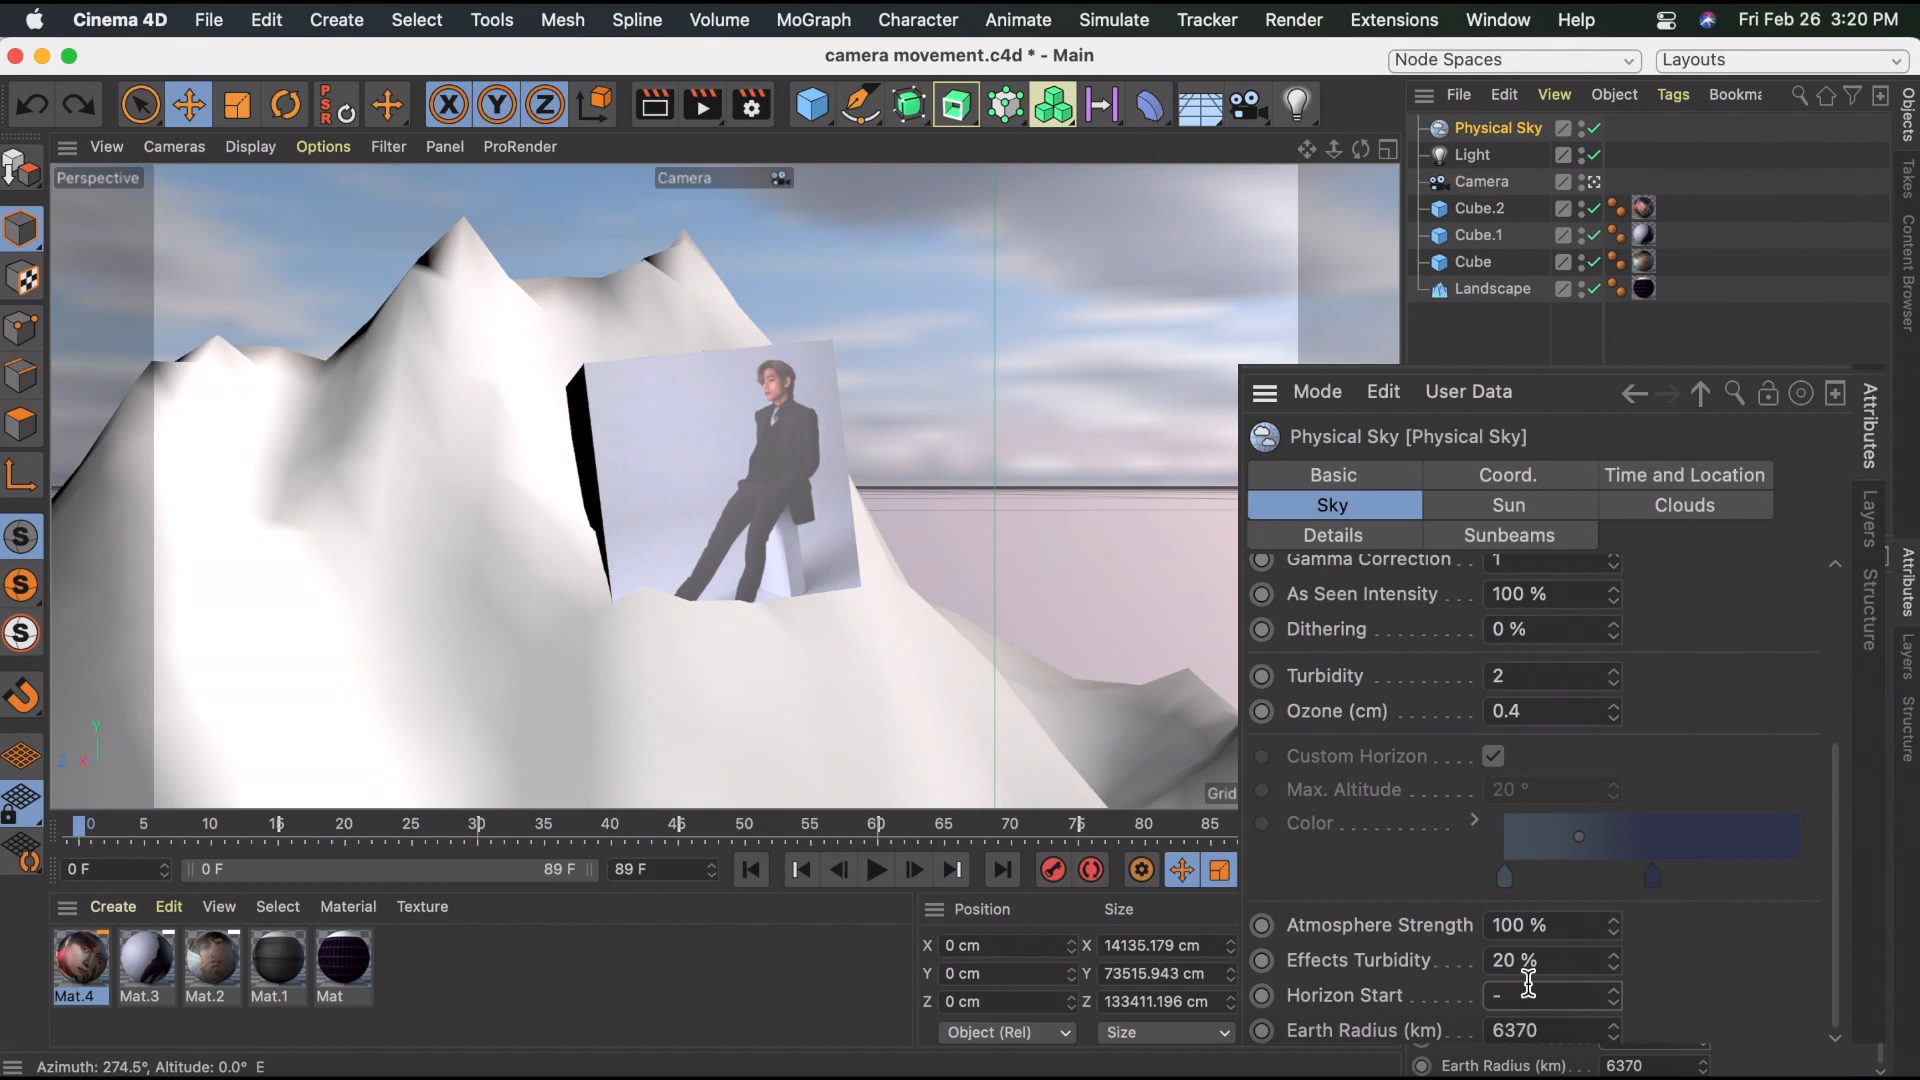 Cinema 4D File Edit Create Select Tools Mesh Spline Volume MoGraph Character Animate Simulate Tracker Render Extensions Window Help Fri Feb 26 3:20 PM
camera movement.c4d * - Main
Node Spaces
Layouts
X Y Z
PSR
File Edit View Object Tags Bookma
View Cameras Display Options Filter Panel ProRender
Perspective
Camera
Physical Sky
Light
Camera
Cube.2
Cube.1
Cube
Landscape
Objects
Takes
Content Browser
Attributes
Layers
Structure
Mode Edit User Data
Attributes
Layers
Structure
Physical Sky [Physical Sky]
Basic Coord. Time and Location
Sky Sun Clouds
Details Sunbeams
Gamma Correction . . 1
As Seen Intensity . . . 100 %
Dithering . . . . . . . . . 0 %
Turbidity . . . . . . . . . 2
Ozone (cm) . . . . . . . 0.4
Custom Horizon . . . .
Max. Altitude . . . . . . 20 °
Color . . . . . . . . . . .
Atmosphere Strength 100 %
Effects Turbidity. . . . 20 %
Horizon Start . . . . . . -
Earth Radius (km). . . 6370
Earth Radius (km). . . 6370
S
S
S
Y
Z X
Grid
0 5 10 15 20 25 30 35 40 45 50 55 60 65 70 75 80 85
0 F 0 F 89 F 89 F
Create Edit View Select Material Texture
Mat.4 Mat.3 Mat.2 Mat.1 Mat
Position Size
X 0 cm X 14135.179 cm
Y 0 cm Y 73515.943 cm
Z 0 cm Z 133411.196 cm
Object (Rel) Size
Azimuth: 274.5°, Altitude: 0.0° E